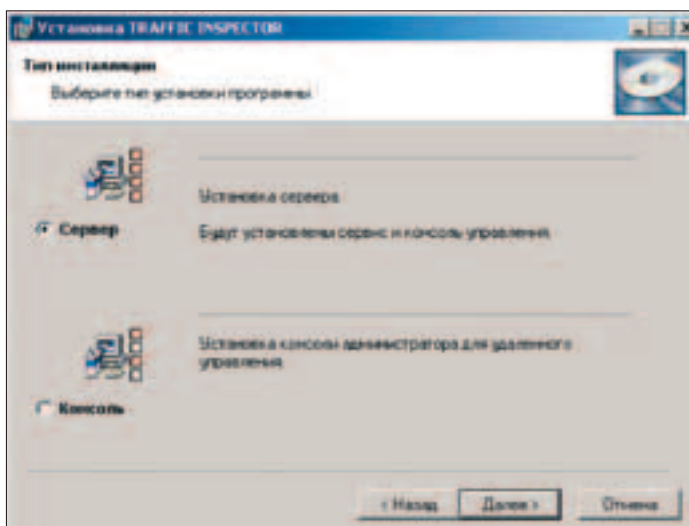 Установка TRAFFIC INSPECTOR
Тип инсталляции
Выберите тип установки программы
Установка сервера
Сервер
Будут установлены сервис и консоль управления
Установка консоли администратора для удаленного
управления
Консоль
< Назад
Далее >
Отмена